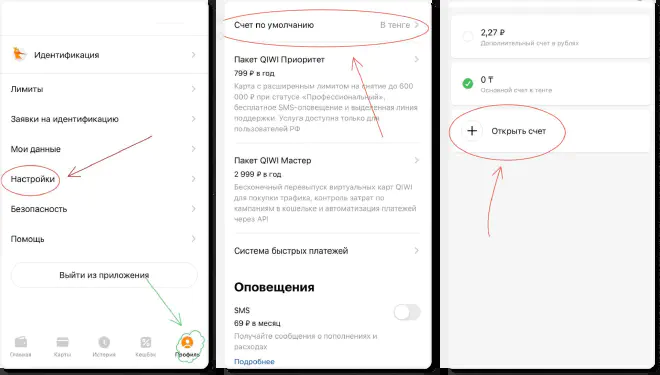 Идентификация
Лимиты
Заявки на идентификацию
Мои данные
Настройки
Безопасность
Помощь
Выйти из приложения
Главная
Карты
История
Кешбэк
Профиль
Счет по умолчанию
В тенге
Пакет QIWI Приоритет
799 ₽ в год
Карта с расширенным лимитом на снятие до 600
000 ₽ при статусе «Профессиональный»,
бесплатное SMS-оповещение и выделенная линия
поддержки. Услуга доступна только для
пользователей РФ
Пакет QIWI Мастер
2 999 ₽ в год
Бесконечный перевыпуск виртуальных карт QIWI
для покупки трафика, контроль затрат по
кампаниям в кошельке и автоматизация платежей
через API
Система быстрых платежей
Оповещения
SMS
69 ₽ в месяц
Получайте сообщения о пополнениях и
расходах
Подробнее
2,27 ₽
Дополнительный счет в рублях
0 ₸
Основной счет в тенге
Открыть счет